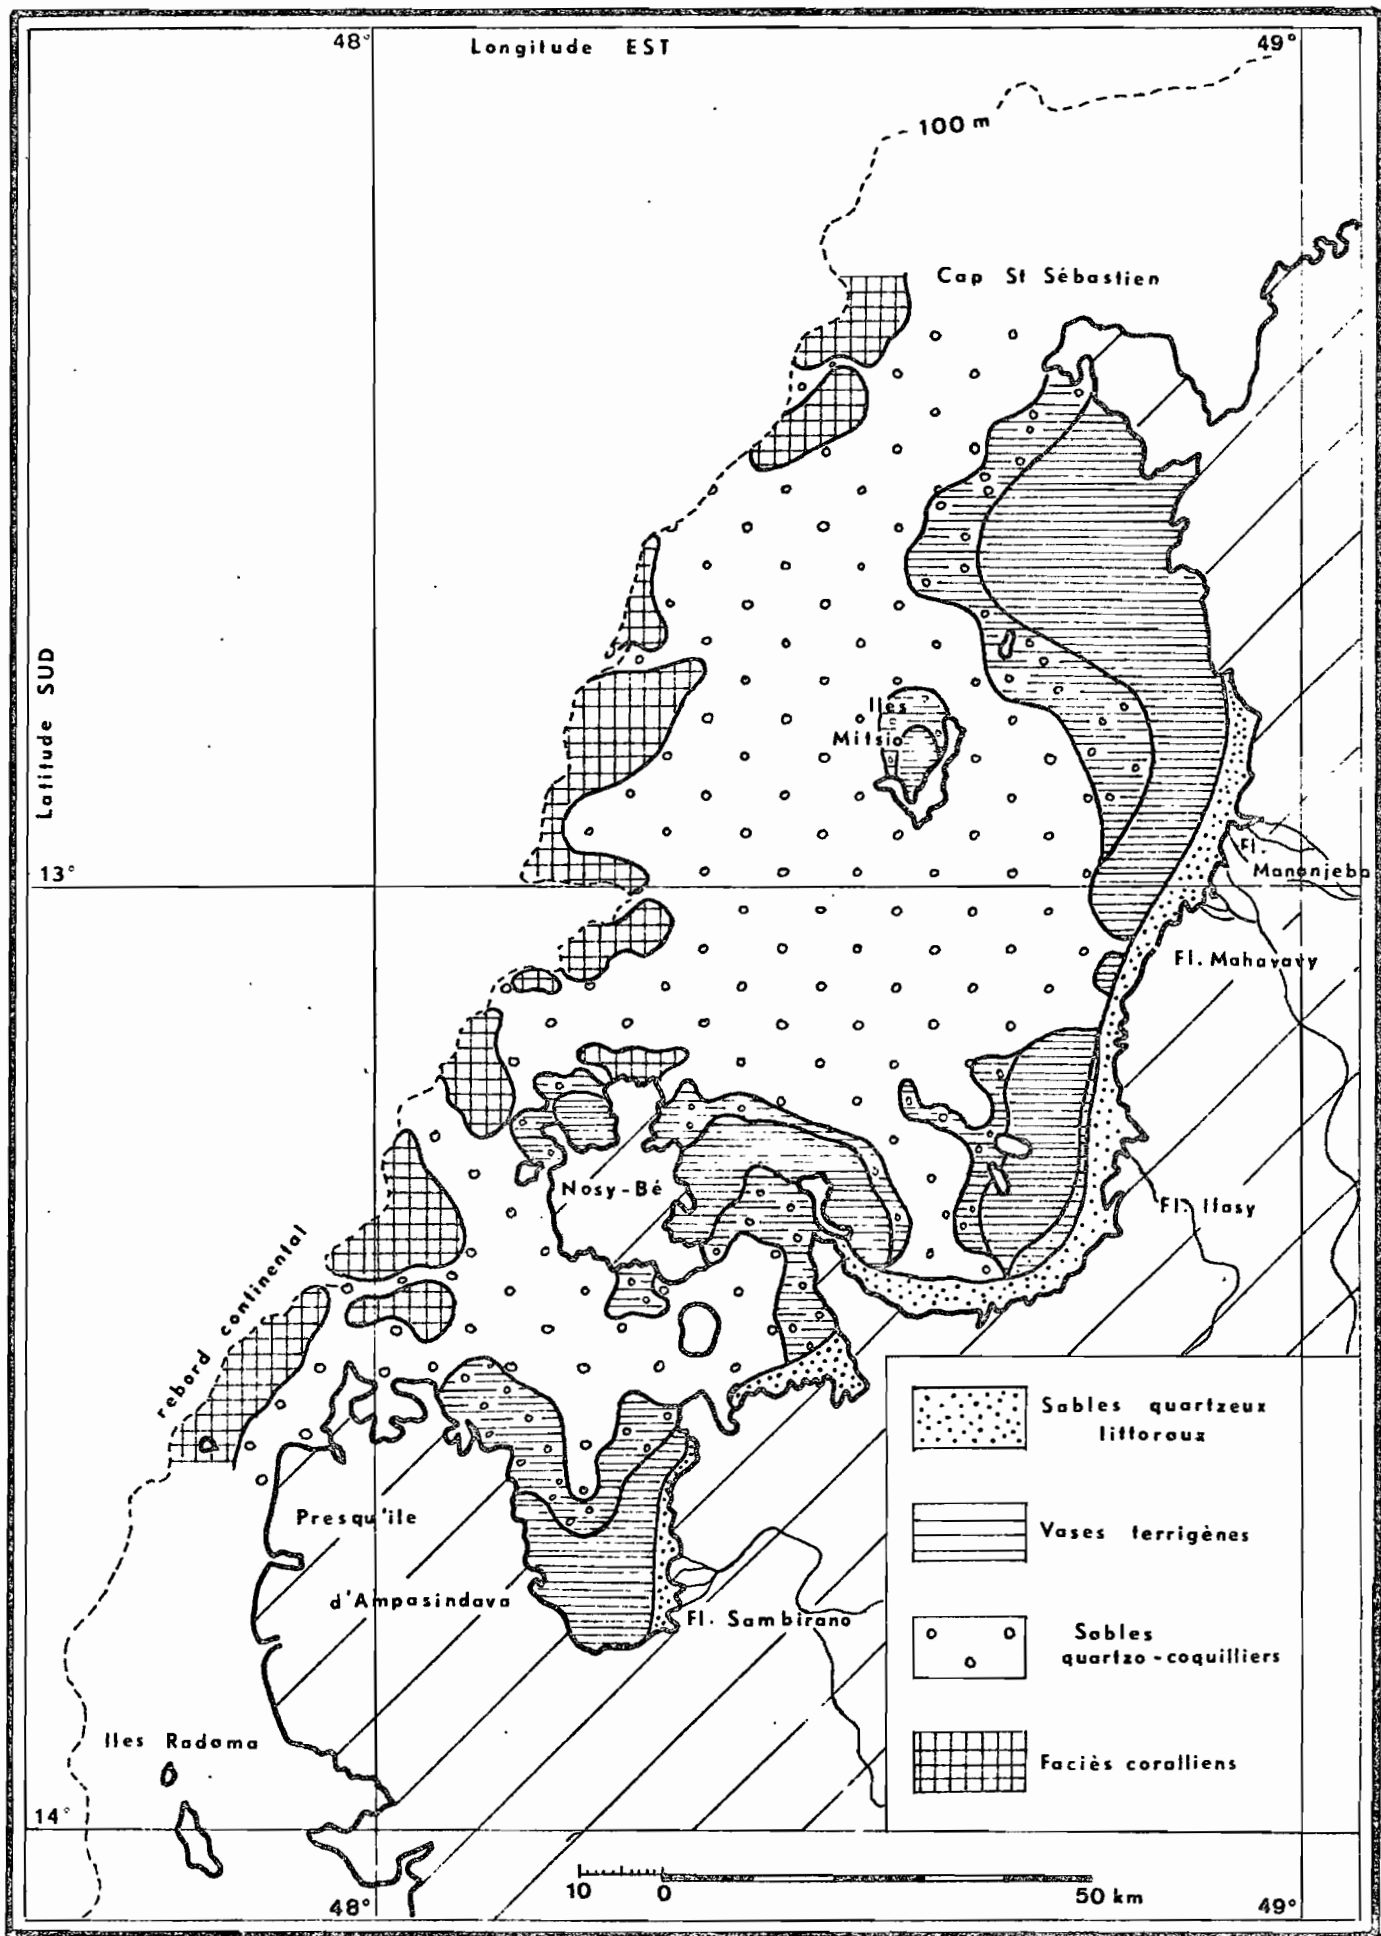 48°
Longitude EST
49°
100 m
Cap St Sébastien
Latitude SUD
Iles
Mitsio
13°
Fl.
Mananjeba
Fl. Mahavavy
Nosy-Bé
Fl. Ifasy
rebord continental
Sables quartzeux
littoraux
Presqu'ile
Vases terrigènes
d'Ampasindava
Fl. Sambirano
Sables
quartzo-coquilliers
Iles Radama
Faciès coralliens
14°
10 0 50 km
48°
49°